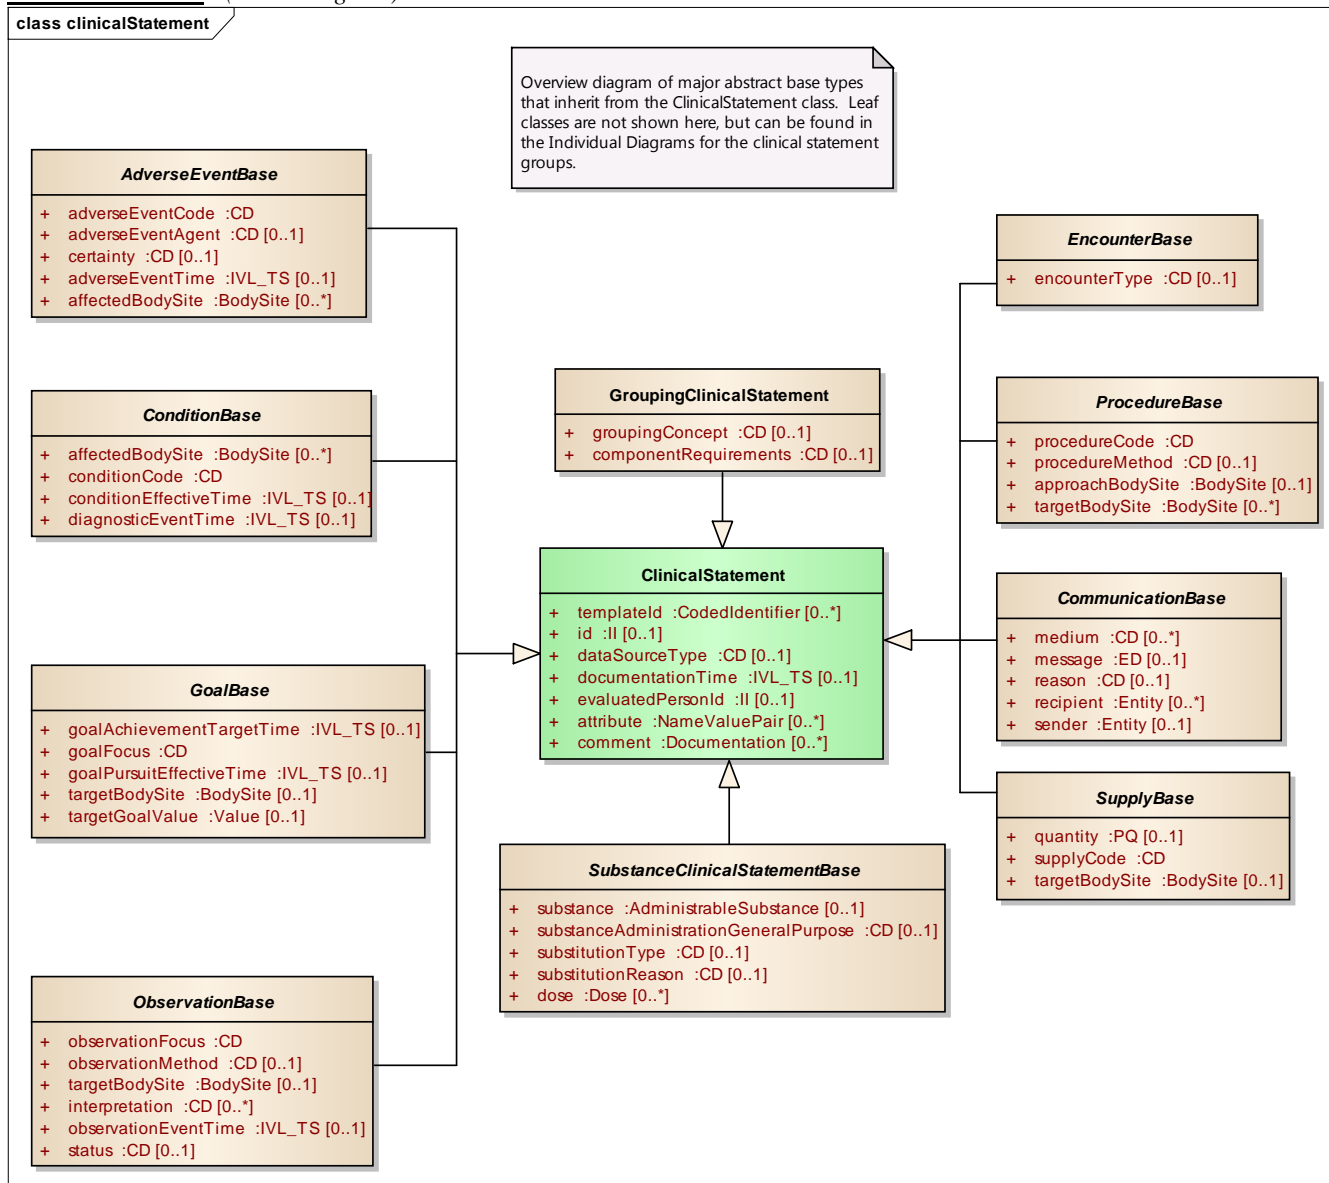 class clinicalStatement
Overview diagram of major abstract base types
that inherit from the ClinicalStatement class.  Leaf
classes are not shown here, but can be found in
the Individual Diagrams for the clinical statement
groups.
AdverseEventBase
+ adverseEventCode :CD
+ adverseEventAgent :CD [0..1]
+ certainty :CD [0..1]
+ adverseEventTime :IVL_TS [0..1]
+ affectedBodySite :BodySite [0..*]
ConditionBase
+ affectedBodySite :BodySite [0..*]
+ conditionCode :CD
+ conditionEffectiveTime :IVL_TS [0..1]
+ diagnosticEventTime :IVL_TS [0..1]
GoalBase
+ goalAchievementTargetTime :IVL_TS [0..1]
+ goalFocus :CD
+ goalPursuitEffectiveTime :IVL_TS [0..1]
+ targetBodySite :BodySite [0..1]
+ targetGoalValue :Value [0..1]
ObservationBase
+ observationFocus :CD
+ observationMethod :CD [0..1]
+ targetBodySite :BodySite [0..1]
+ interpretation :CD [0..*]
+ observationEventTime :IVL_TS [0..1]
+ status :CD [0..1]
GroupingClinicalStatement
+ groupingConcept :CD [0..1]
+ componentRequirements :CD [0..1]
ClinicalStatement
+ templateId :CodedIdentifier [0..*]
+ id :II [0..1]
+ dataSourceType :CD [0..1]
+ documentationTime :IVL_TS [0..1]
+ evaluatedPersonId :II [0..1]
+ attribute :NameValuePair [0..*]
+ comment :Documentation [0..*]
SubstanceClinicalStatementBase
+ substance :AdministrableSubstance [0..1]
+ substanceAdministrationGeneralPurpose :CD [0..1]
+ substitutionType :CD [0..1]
+ substitutionReason :CD [0..1]
+ dose :Dose [0..*]
EncounterBase
+ encounterType :CD [0..1]
ProcedureBase
+ procedureCode :CD
+ procedureMethod :CD [0..1]
+ approachBodySite :BodySite [0..1]
+ targetBodySite :BodySite [0..*]
CommunicationBase
+ medium :CD [0..*]
+ message :ED [0..1]
+ reason :CD [0..1]
+ recipient :Entity [0..*]
+ sender :Entity [0..1]
SupplyBase
+ quantity :PQ [0..1]
+ supplyCode :CD
+ targetBodySite :BodySite [0..1]